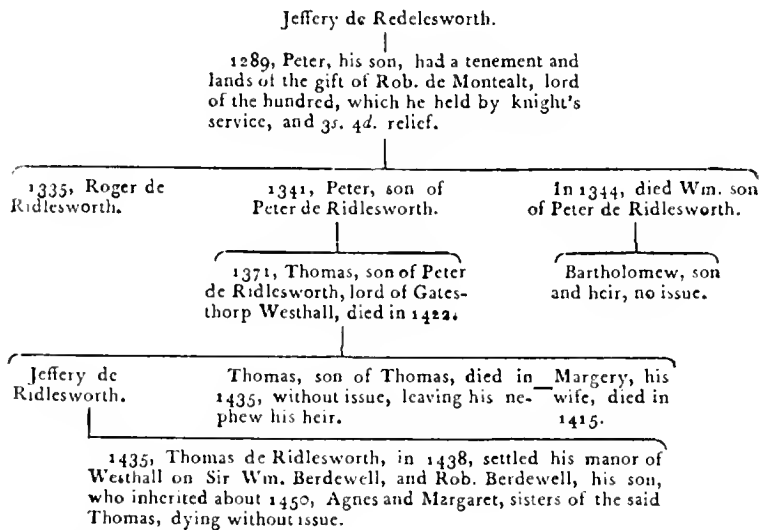 Jeffery de Redelesworth.
1289, Peter, his son, had a tenement and
lands of the gift of Rob. de Montealt, lord
of the hundred, which he held by knight's
service, and 3s. 4d. relief.
1335, Roger de
Ridlesworth.
1341, Peter, son of
Peter de Ridlesworth.
In 1344, died Wm. son
of Peter de Ridlesworth.
1371, Thomas, son of Peter
de Ridlesworth, lord of Gates-
thorp Westhall, died in 1422.
Bartholomew, son
and heir, no issue.
Jeffery de
Ridlesworth.
Thomas, son of Thomas, died in
1435, without issue, leaving his ne-
phew his heir.
Margery, his
wife, died in
1415.
1435, Thomas de Ridlesworth, in 1438, settled his manor of
Westhall on Sir Wm. Berdewell, and Rob. Berdewell, his son,
who inherited about 1450, Agnes and Margaret, sisters of the said
Thomas, dying without issue.